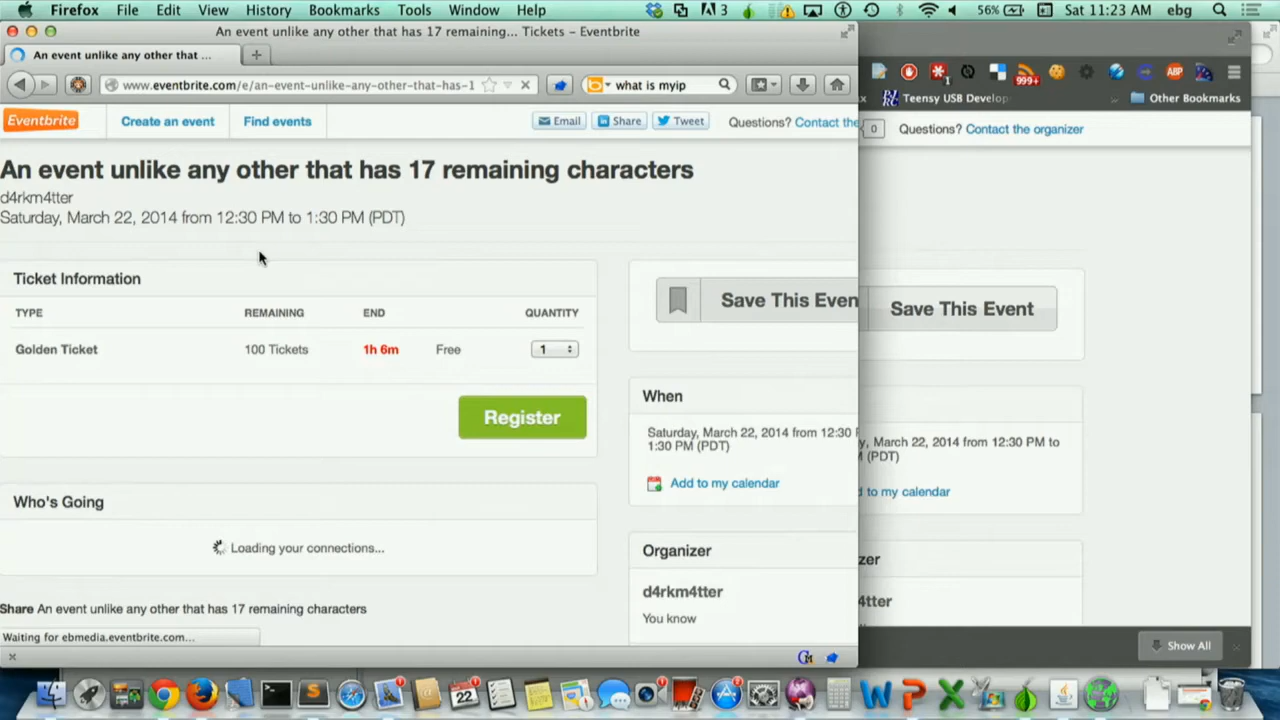 Firefox File Edit View History Bookmarks Tools Window Help 3 56% Sat 11:23 AM ebg
An event unlike any other that has 17 remaining... Tickets - Eventbrite
An event unlike any other that ...
www.eventbrite.com/e/an-event-unlike-any-other-that-has-1 what is myip 999+ ABP
Teensy USB Develop Other Bookmarks
Eventbrite Create an event Find events Email Share Tweet Questions? Contact the 0 Questions? Contact the organizer
An event unlike any other that has 17 remaining characters
d4rkm4tter
Saturday, March 22, 2014 from 12:30 PM to 1:30 PM (PDT)
Ticket Information
TYPE REMAINING END QUANTITY
Golden Ticket 100 Tickets 1h 6m Free 1
Register
Save This Even
Save This Event
When
Saturday, March 22, 2014 from 12:30 P
1:30 PM (PDT)
Add to my calendar
y, March 22, 2014 from 12:30 PM to
(PDT)
d to my calendar
Who's Going
Loading your connections...
Organizer
d4rkm4tter
You know
zer
4tter
Share An event unlike any other that has 17 remaining characters
Waiting for ebmedia.eventbrite.com...
Show All
22